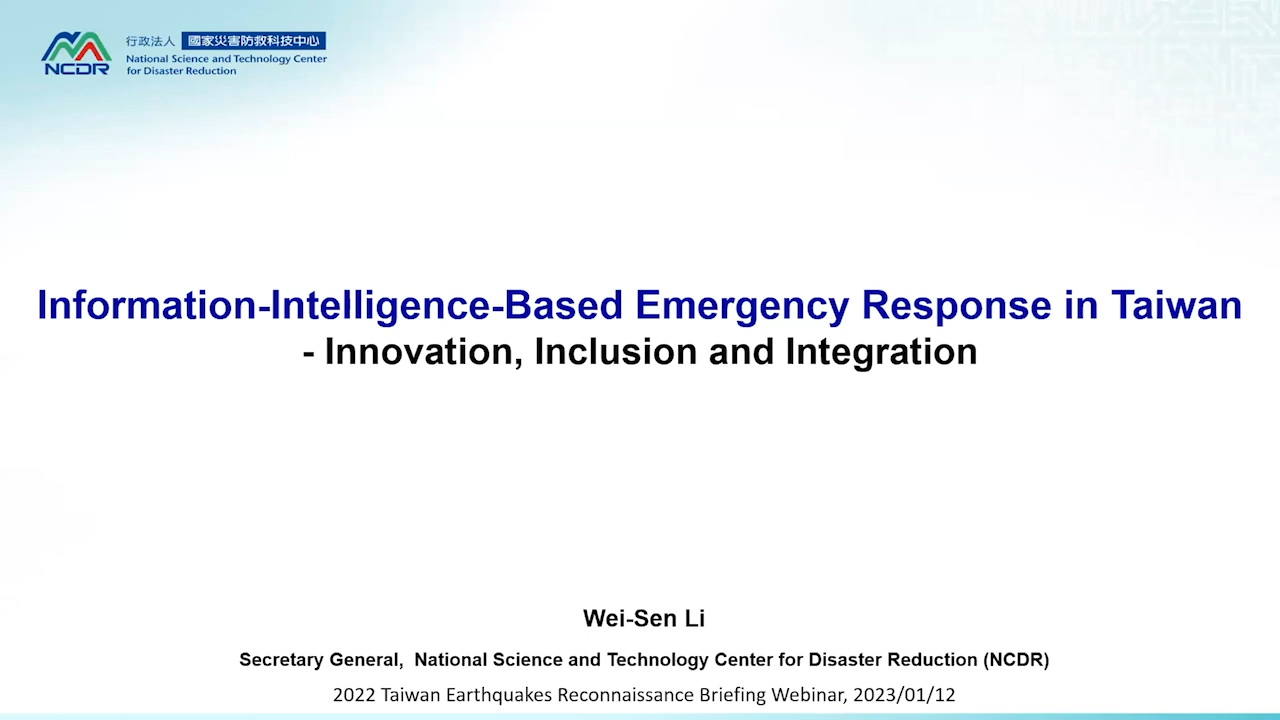 NCDR
行政法人 國家災害防救科技中心
National Science and Technology Center
for Disaster Reduction
Information-Intelligence-Based Emergency Response in Taiwan
- Innovation, Inclusion and Integration
Wei-Sen Li
Secretary General, National Science and Technology Center for Disaster Reduction (NCDR)
2022 Taiwan Earthquakes Reconnaissance Briefing Webinar, 2023/01/12